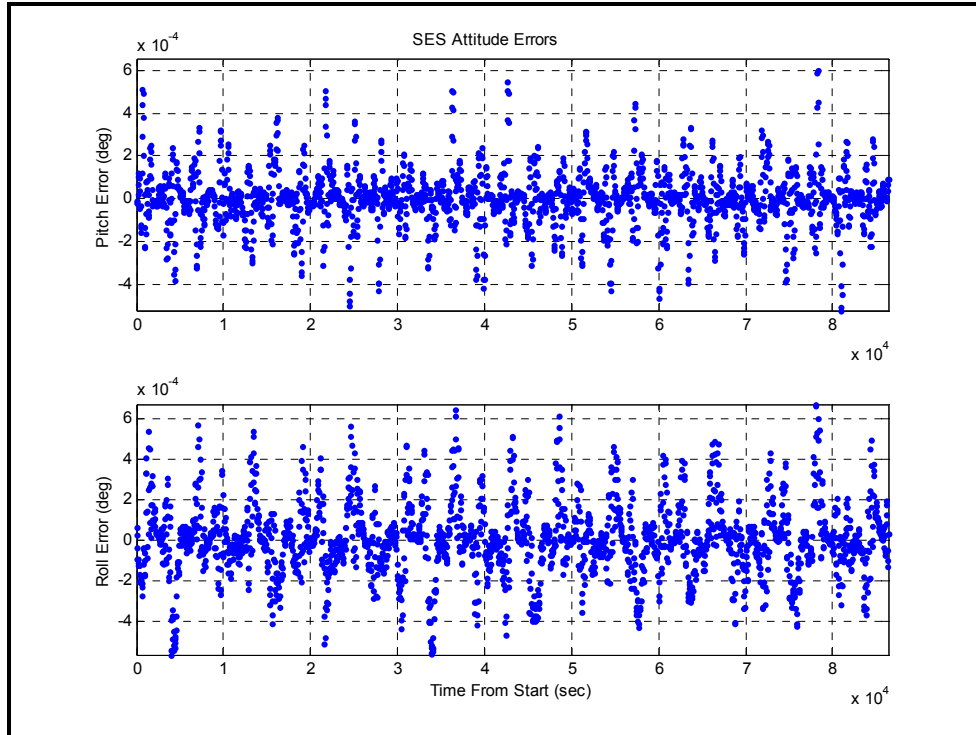 SES Attitude Errors
x 10-4
Pitch Error (deg)
6
4
2
0
-2
-4
0 1 2 3 4 5 6 7 8
x 10^4
x 10-4
Roll Error (deg)
6
4
2
0
-2
-4
0 1 2 3 4 5 6 7 8
Time From Start (sec)
x 10^4